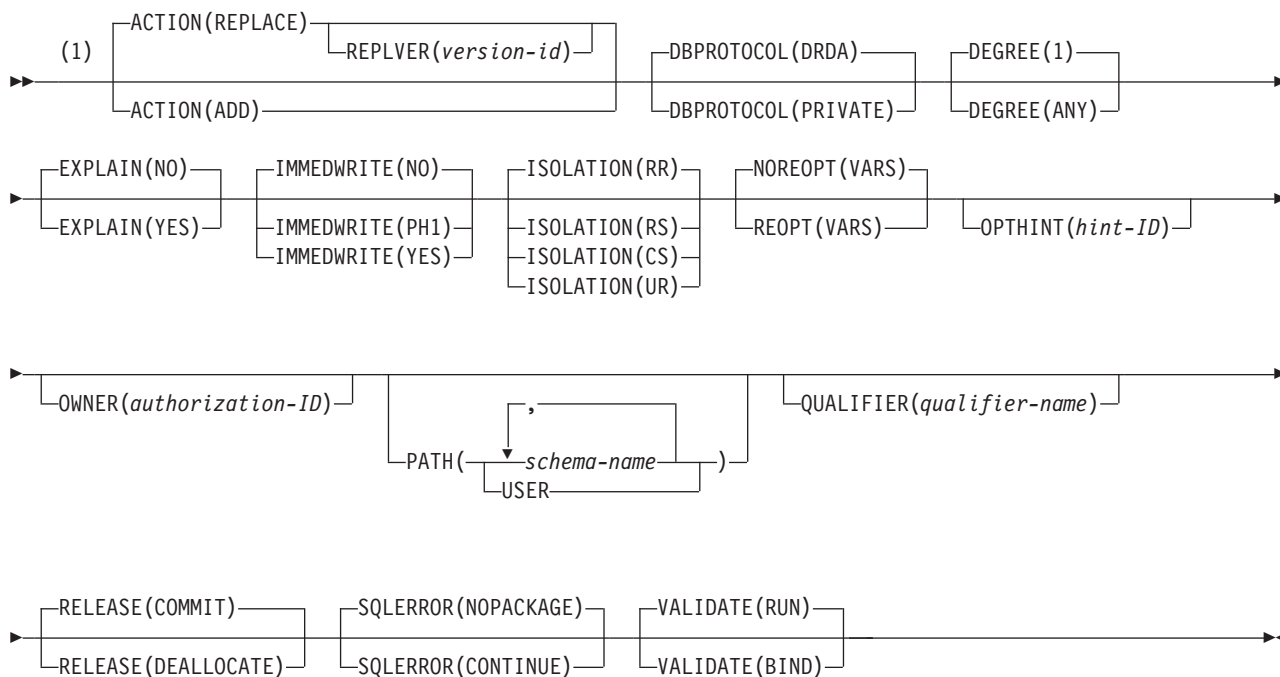 ACTION(REPLACE)
(1) REPLVER(version-id) DBPROTOCOL(DRDA) DEGREE(1)
ACTION(ADD) DBPROTOCOL(PRIVATE) DEGREE(ANY)
EXPLAIN(NO) IMMEDWRITE(NO) ISOLATION(RR) NOREOPT(VARS)
EXPLAIN(YES) IMMEDWRITE(PH1) ISOLATION(RS) REOPT(VARS) OPTHINT(hint-ID)
IMMEDWRITE(YES) ISOLATION(CS)
ISOLATION(UR)
OWNER(authorization-ID) , QUALIFIER(qualifier-name)
PATH( schema-name )
USER
RELEASE(COMMIT) SQLERROR(NOPACKAGE) VALIDATE(RUN)
RELEASE(DEALLOCATE) SQLERROR(CONTINUE) VALIDATE(BIND)